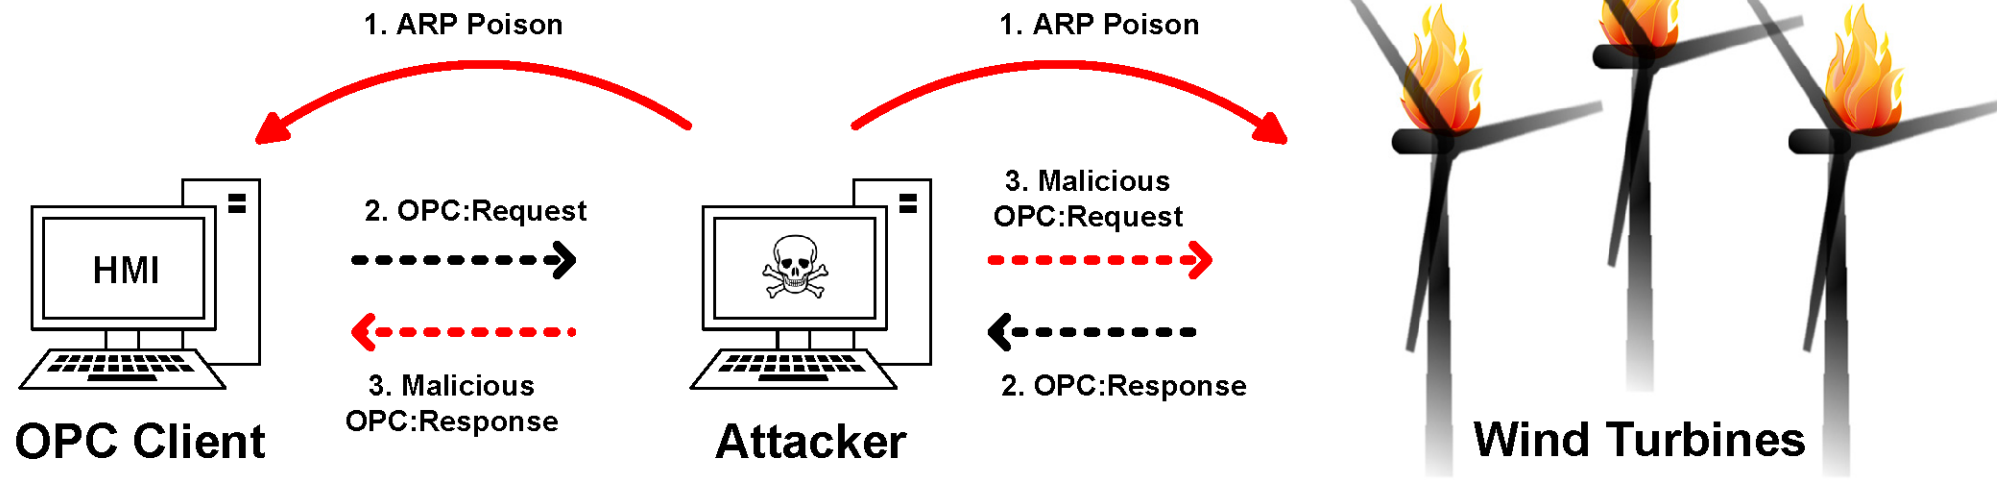 1. ARP Poison
1. ARP Poison
2. OPC:Request
3. Malicious
OPC:Request
HMI
3. Malicious
OPC:Response
2. OPC:Response
OPC Client
Attacker
Wind Turbines